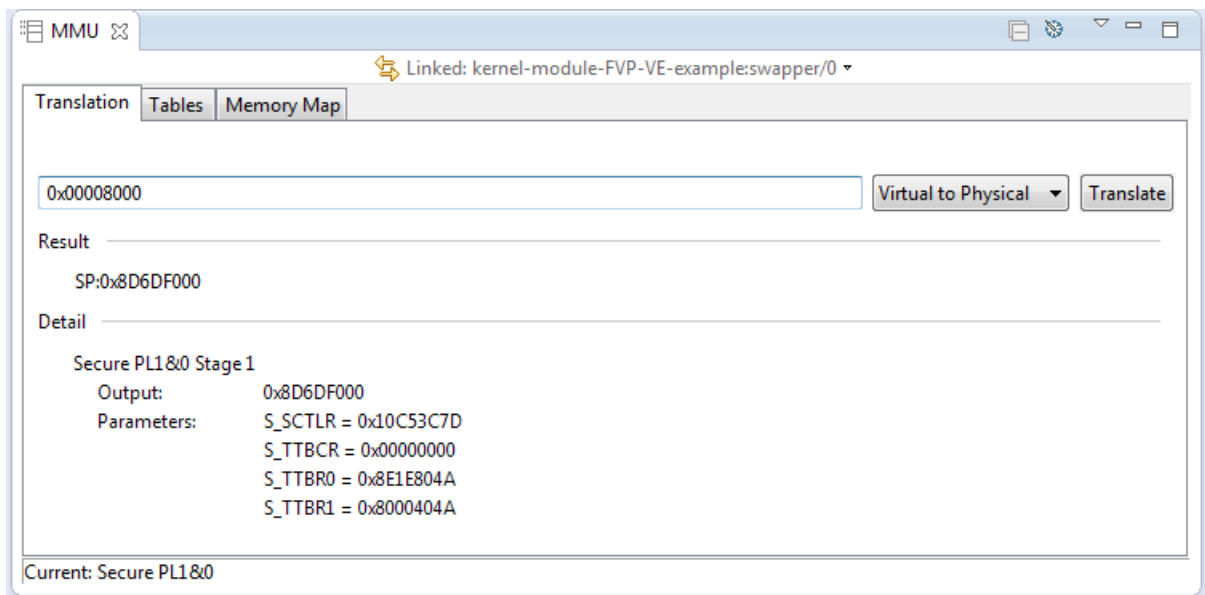 MMU
Linked: kernel-module-FVP-VE-example:swapper/0
Translation Tables Memory Map
0x00008000 Virtual to Physical Translate
Result
SP:0x8D6DF000
Detail
Secure PL1&0 Stage 1
Output: 0x8D6DF000
Parameters: S_SCTLR = 0x10C53C7D
S_TTBCR = 0x00000000
S_TTBR0 = 0x8E1E804A
S_TTBR1 = 0x8000404A
Current: Secure PL1&0